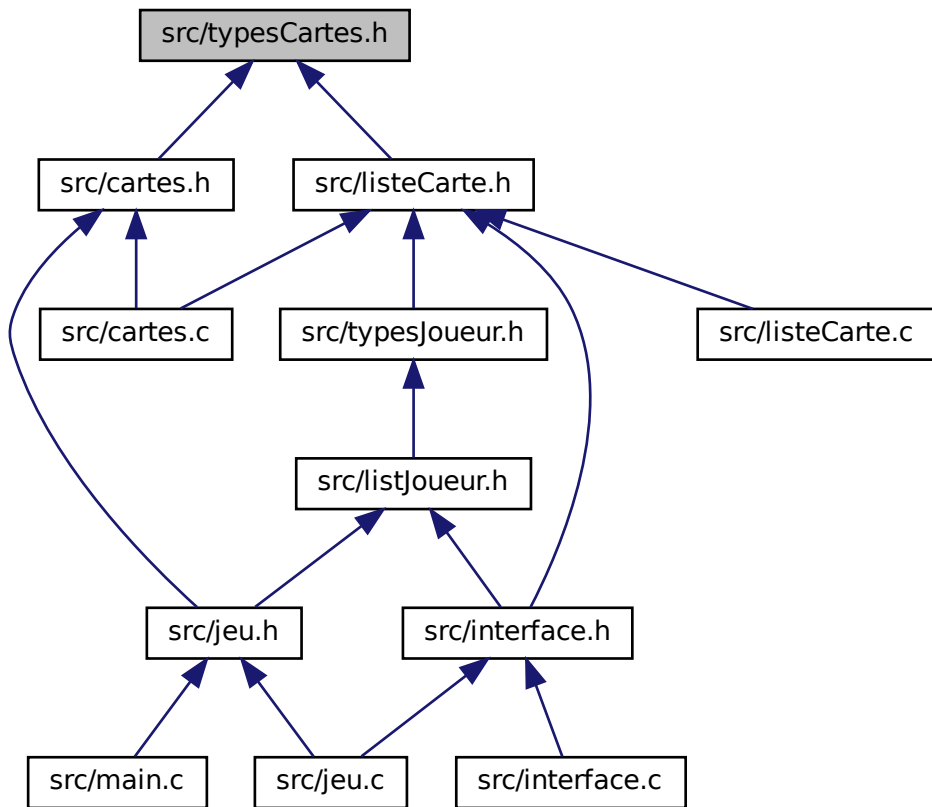 src/typesCartes.h
src/cartes.h
src/listeCarte.h
src/cartes.c
src/typesJoueur.h
src/listeCarte.c
src/listJoueur.h
src/jeu.h
src/interface.h
src/main.c
src/jeu.c
src/interface.c